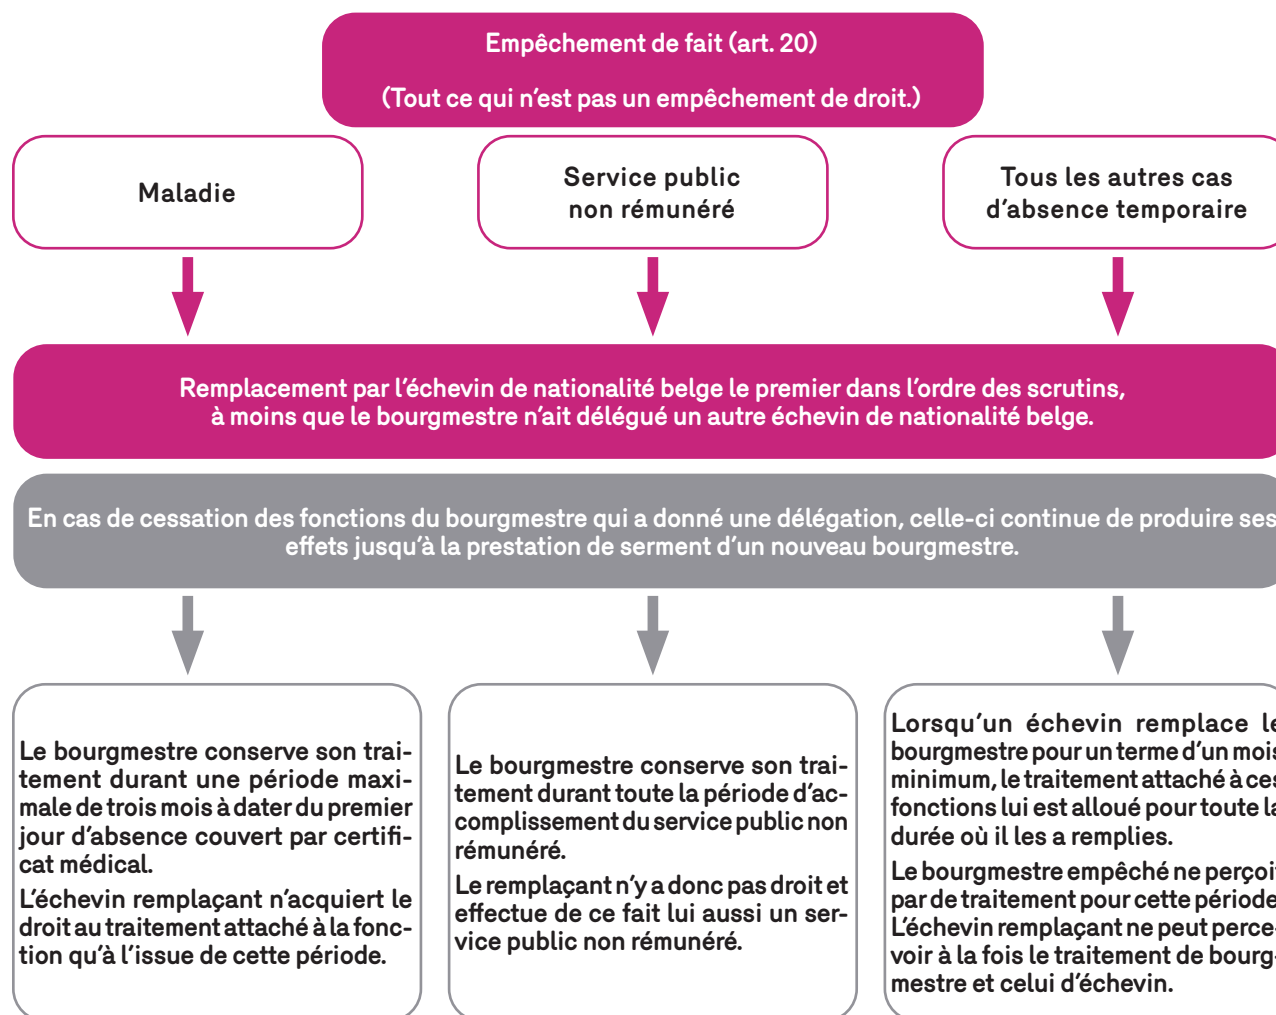 Empêchement de fait (art. 20)
(Tout ce qui n'est pas un empêchement de droit.)
Maladie
Service public
non rémunéré
Tous les autres cas
d'absence temporaire
Remplacement par l'échevin de nationalité belge le premier dans l'ordre des scrutins,
à moins que le bourgmestre n'ait délégué un autre échevin de nationalité belge.
En cas de cessation des fonctions du bourgmestre qui a donné une délégation, celle-ci continue de produire ses
effets jusqu'à la prestation de serment d'un nouveau bourgmestre.
Le bourgmestre conserve son trai-
tement durant une période maxi-
male de trois mois à dater du premier
jour d'absence couvert par certifi-
cat médical.
L'échevin remplaçant n'acquiert le
droit au traitement attaché à la fonc-
tion qu'à l'issue de cette période.
Le bourgmestre conserve son trai-
tement durant toute la période d'ac-
complissement du service public non
rémunéré.
Le remplaçant n'y a donc pas droit et
effectue de ce fait lui aussi un ser-
vice public non rémunéré.
Lorsqu'un échevin remplace le
bourgmestre pour un terme d'un mois
minimum, le traitement attaché à ces
fonctions lui est alloué pour toute la
durée où il les a remplies.
Le bourgmestre empêché ne perçoit
par de traitement pour cette période
L'échevin remplaçant ne peut perce-
voir à la fois le traitement de bourg-
mestre et celui d'échevin.